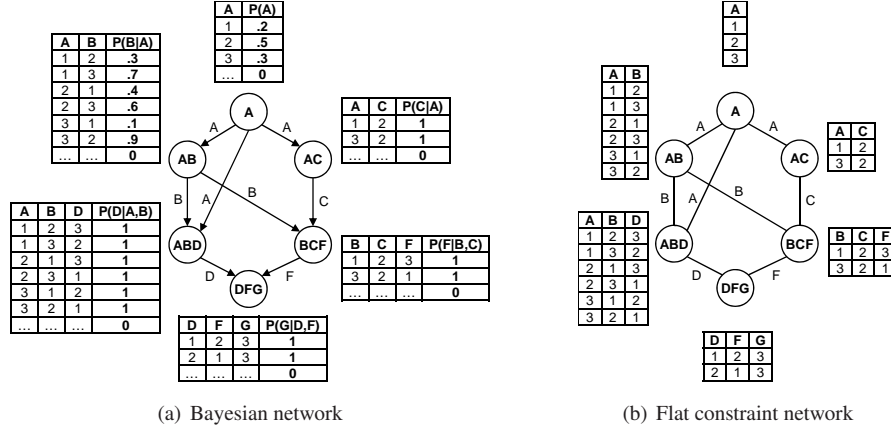 A P(A)
1 .2
2 .5
3 .3
... 0
A B P(B|A)
1 2 .3
1 3 .7
2 1 .4
2 3 .6
3 1 .1
3 2 .9
... ... 0
A C P(C|A)
1 2 1
3 2 1
... ... 0
A
A A
AB AC
B A B C
ABD BCF
D F
DFG
A B D P(D|A,B)
1 2 3 1
1 3 2 1
2 1 3 1
2 3 1 1
3 1 2 1
3 2 1 1
... ... ... 0
B C F P(F|B,C)
1 2 3 1
3 2 1 1
... ... ... 0
D F G P(G|D,F)
1 2 3 1
2 1 3 1
... ... ... 0
(a) Bayesian network
A
1
2
3
A B
1 2
1 3
2 1
2 3
3 1
3 2
A C
1 2
3 2
A
A A
AB AC
B A B C
ABD BCF
D F
DFG
A B D
1 2 3
1 3 2
2 1 3
2 3 1
3 1 2
3 2 1
B C F
1 2 3
3 2 1
D F G
1 2 3
2 1 3
(b) Flat constraint network